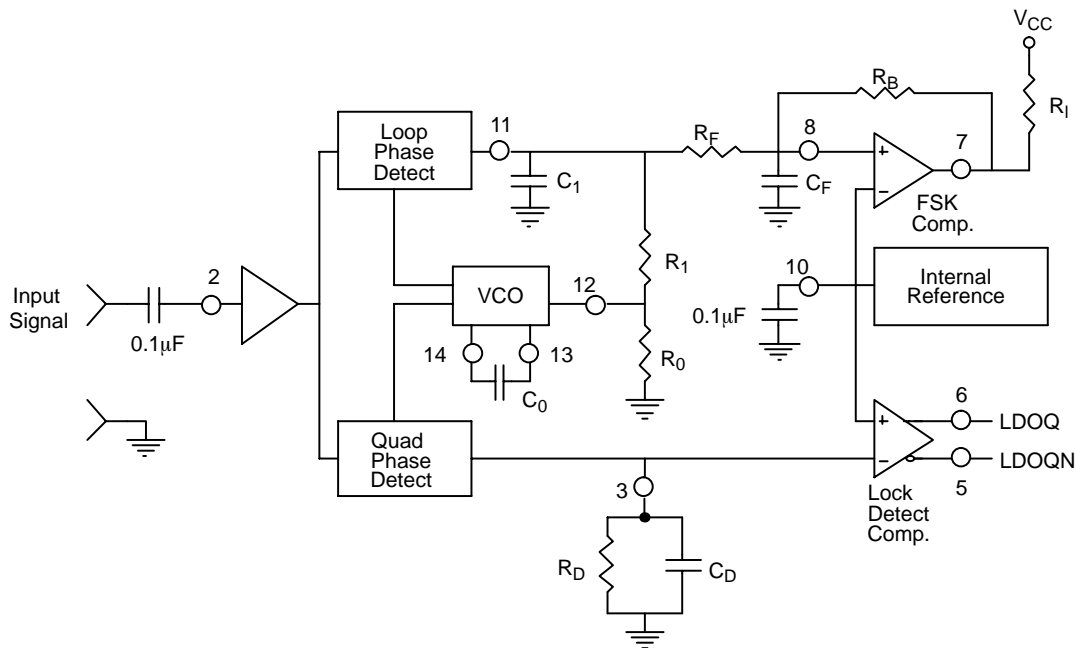 V_CC
R_B
R_I
Loop
Phase
Detect
11
R_F
8
7
C_1
C_F
+
−
FSK
Comp.
R_1
2
Input
Signal
0.1μF
VCO
12
10
Internal
Reference
0.1μF
14
13
C_0
R_0
Quad
Phase
Detect
+
−
6
LDOQ
LDOQN
5
Lock
Detect
Comp.
3
R_D
C_D